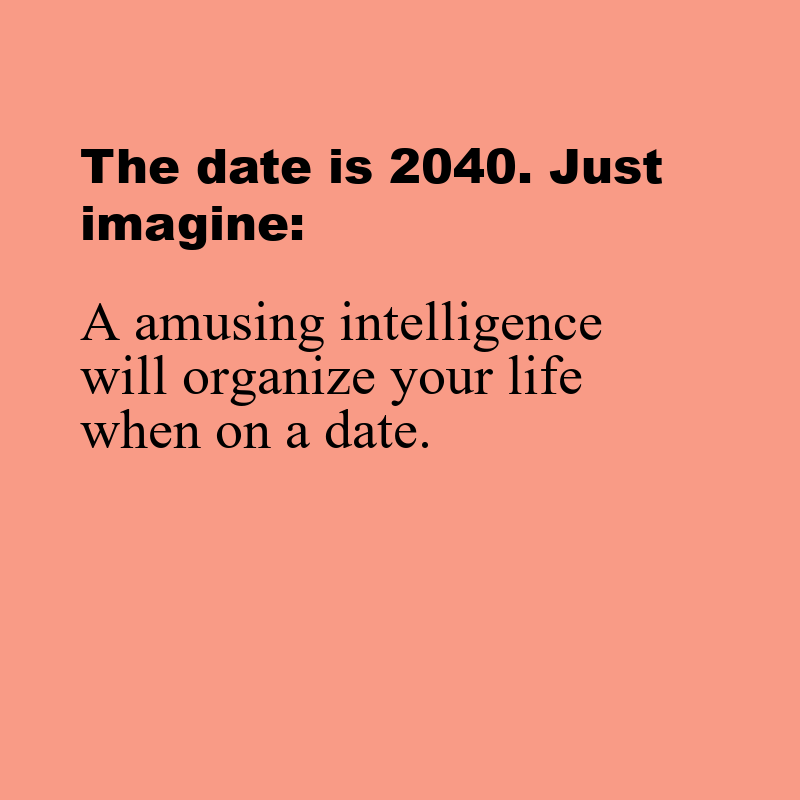 The date is 2040. Just
imagine:
A amusing intelligence
will organize your life
when on a date.